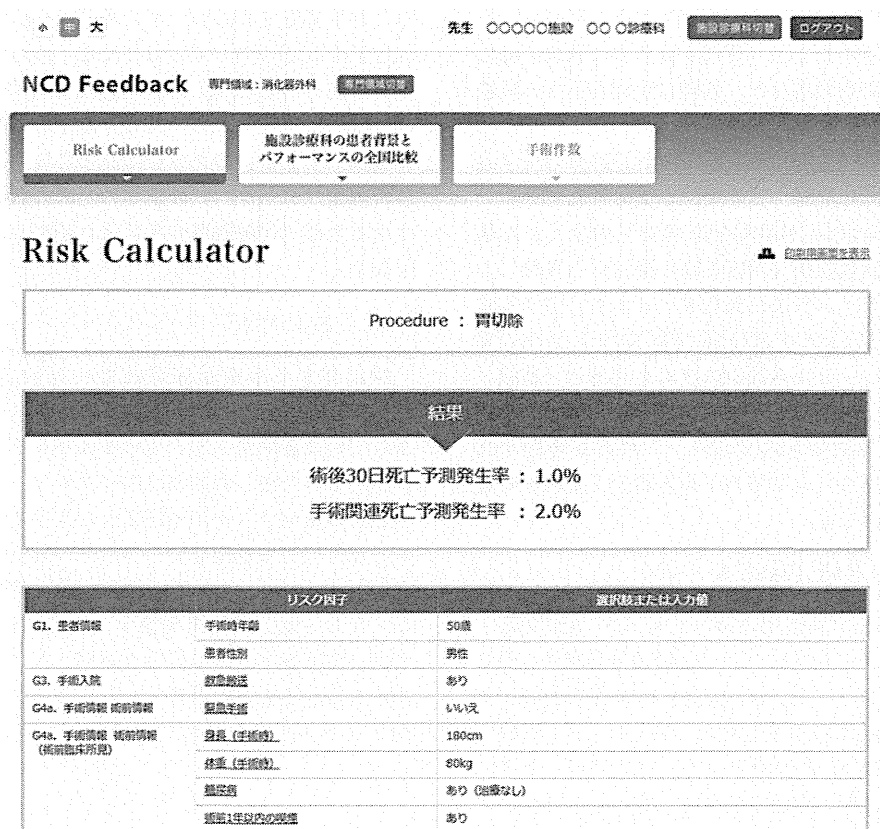 小 中 大
先生 ○○○○○施設 ○○ ○診療科 施設診療科切替 ログアウト
NCD Feedback 専門領域:消化器外科 専門領域切替
Risk Calculator
施設診療科の患者背景と
パフォーマンスの全国比較
手術件数
Risk Calculator
印刷用画面を表示
Procedure : 胃切除
結果
術後30日死亡予測発生率 : 1.0%
手術関連死亡予測発生率 : 2.0%
リスク因子 選択肢または入力値
G1. 患者情報 手術時年齢 50歳
患者性別 男性
G3. 手術入院 救急搬送 あり
G4a. 手術情報 術前情報 緊急手術 いいえ
G4a. 手術情報 術前情報 身長(手術時) 180cm
(術前臨床所見)
体重(手術時) 80kg
糖尿病 あり(治療なし)
術前1年以内の喫煙 あり